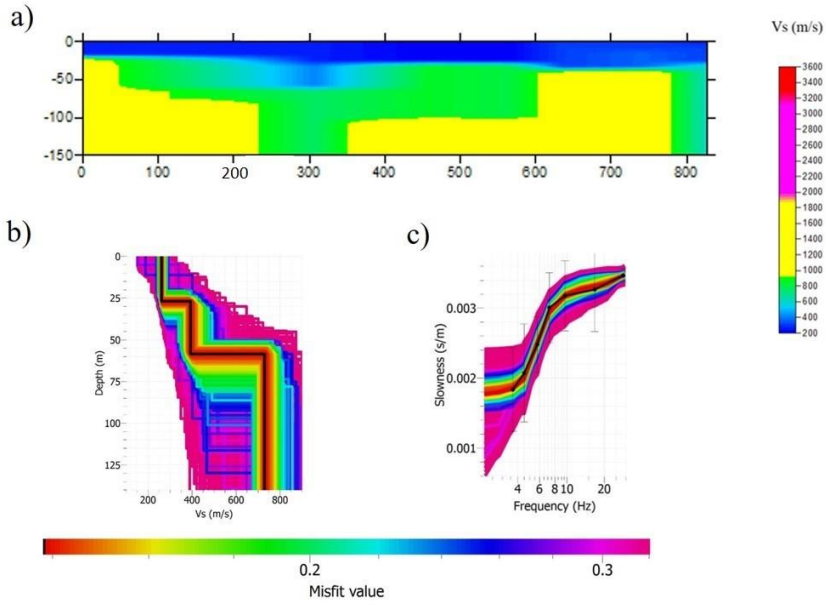 a)
Vs (m/s)
0
-50
-100
-150
0 100 200 300 400 500 600 700 800
3600
3400
3200
3000
2800
2600
2400
2200
2000
1800
1600
1400
1200
1000
800
600
400
200
b)
0
25
50
75
100
125
Depth (m)
200 400 600 800
Vs (m/s)
c)
0.003
0.002
0.001
Slowness (s/m)
4 6 8 10 20
Frequency (Hz)
0.2 0.3
Misfit value